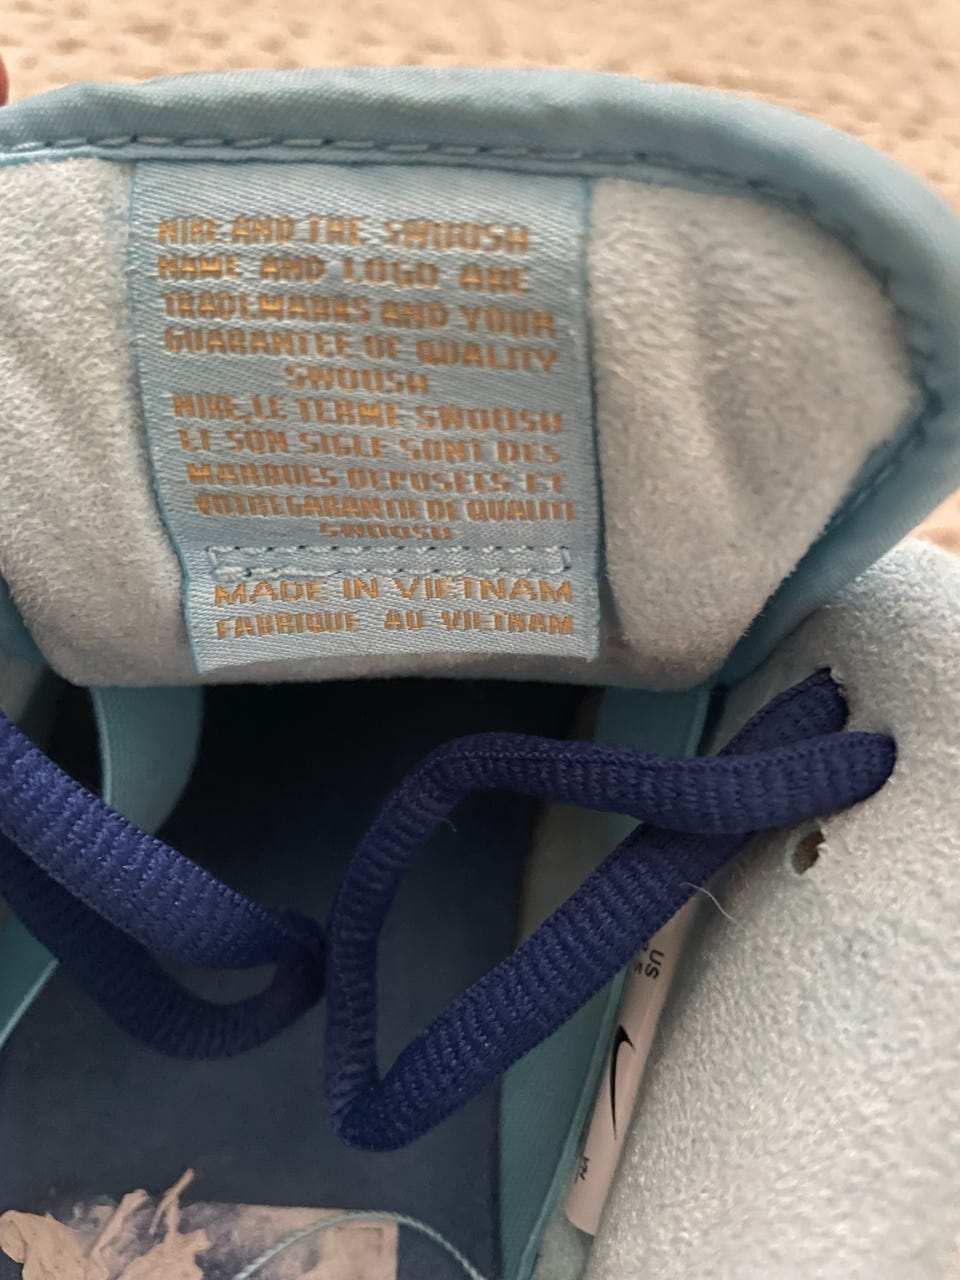 NIKE AND THE SWOOSH
NAME AND LOGO ARE
TRADEMARKS AND YOUR
GUARANTEE OF QUALITY
SWOOSH
NIKE, LE TERME SWOOSH
ET SON SIGLE SONT DES
MARQUES DEPOSEES ET
VOTRE GARANTIE DE QUALITE
SWOOSH
MADE IN VIETNAM
FABRIQUE AU VIETNAM
US